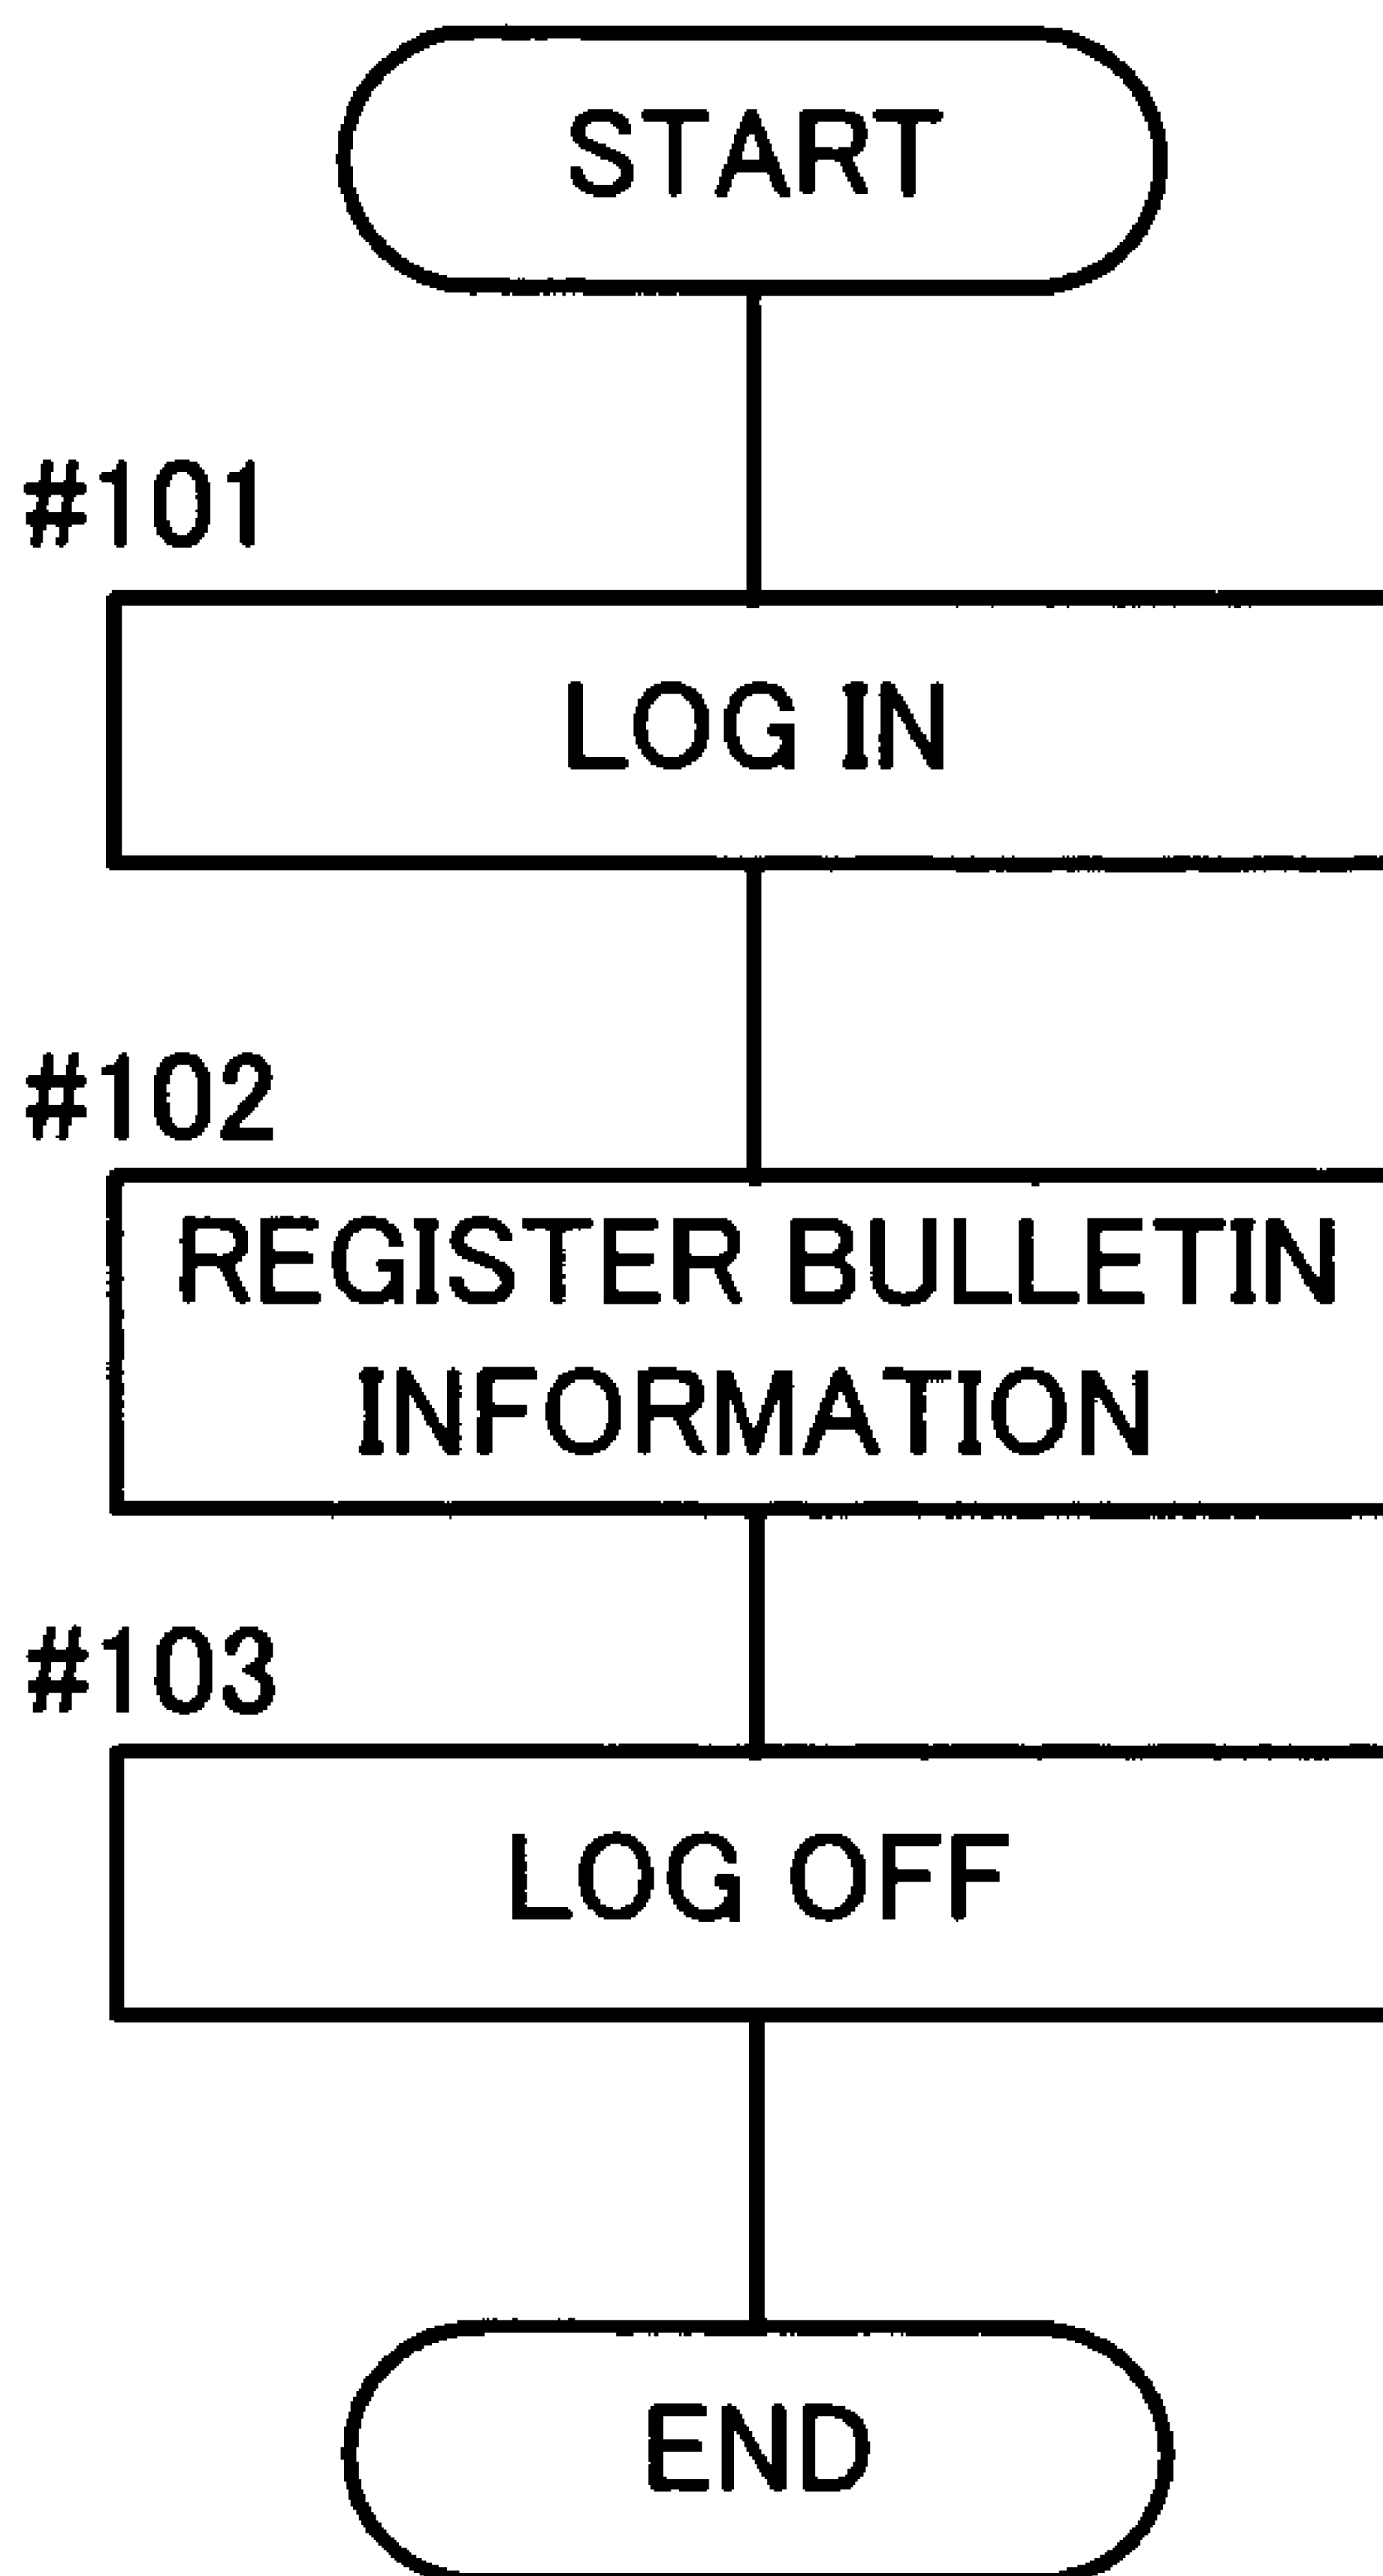 START
#101
LOG IN
#102
REGISTER BULLETIN
INFORMATION
#103
LOG OFF
END